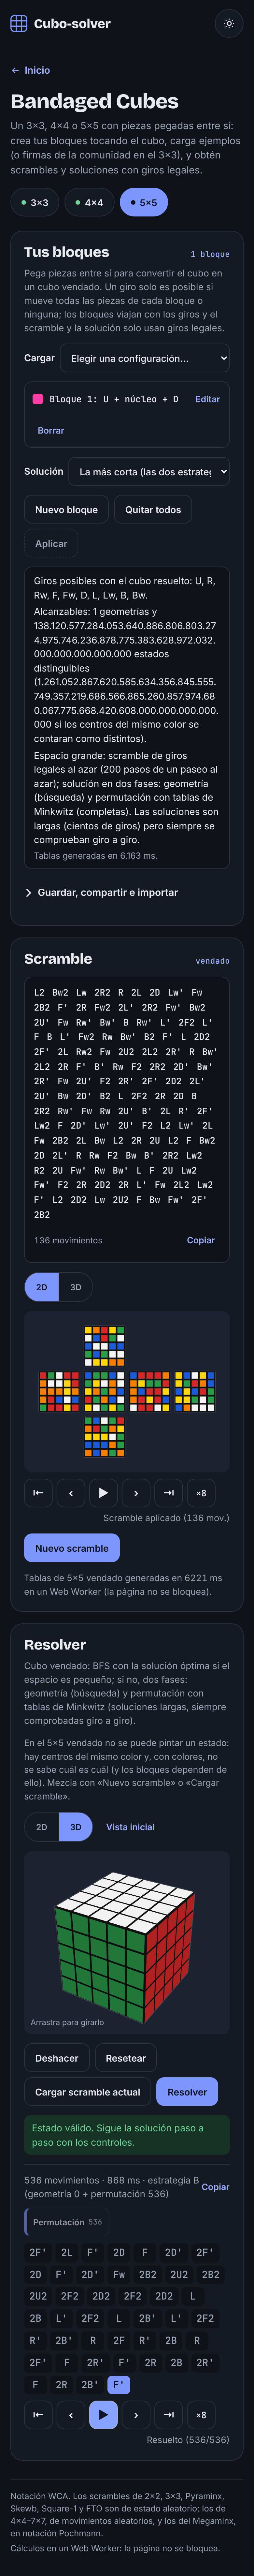 Cubo-solver
← Inicio
Bandaged Cubes
Un 3×3, 4×4 o 5×5 con piezas pegadas entre sí:
crea tus bloques tocando el cubo, carga ejemplos
(o firmas de la comunidad en el 3×3), y obtén
scrambles y soluciones con giros legales.
3×3
4×4
5×5
Tus bloques
1 bloque
Pega piezas entre sí para convertir el cubo en
un cubo vendado. Un giro solo es posible si
mueve todas las piezas de cada bloque o
ninguna; los bloques viajan con los giros y el
scramble y la solución solo usan giros legales.
Cargar
Elegir una configuración...
Bloque 1: U + núcleo + D
Editar
Borrar
Solución
La más corta (las dos estrateg
Nuevo bloque
Quitar todos
Aplicar
Giros posibles con el cubo resuelto: U, R,
Rw, F, Fw, D, L, Lw, B, Bw.
Alcanzables: 1 geometrías y
138.120.577.284.053.640.886.806.803.27
4.975.746.236.878.775.383.628.972.032.
000.000.000.000.000 estados
distinguibles
(1.261.052.867.620.585.634.356.845.555.
749.357.219.686.566.865.260.857.974.68
0.067.775.668.420.608.000.000.000.000.
000 si los centros del mismo color se
contaran como distintos).
Espacio grande: scramble de giros
legales al azar (200 pasos de un paseo al
azar); solución en dos fases: geometría
(búsqueda) y permutación con tablas de
Minkwitz (completas). Las soluciones son
largas (cientos de giros) pero siempre se
comprueban giro a giro.
Tablas generadas en 6.163 ms.
Guardar, compartir e importar
Scramble
vendado
L2 Bw2 Lw 2R2 R 2L 2D Lw' Fw
2B2 F' 2R Fw2 2L' 2R2 Fw' Bw2
2U' Fw Rw' Bw' B Rw' L' 2F2 L'
F B L' Fw2 Rw Bw' B2 F' L 2D2
2F' 2L Rw2 Fw 2U2 2L2 2R' R Bw'
2L2 2R F' B' Rw F2 2R2 2D' Bw'
2R' Fw 2U' F2 2R' 2F' 2D2 2L'
2U' Bw 2D' B2 L 2F2 2R 2D B
2R2 Rw' Fw Rw 2U' B' 2L R' 2F'
Lw2 F 2D' Lw' 2U' F2 L2 Lw' 2L
Fw 2B2 2L Bw L2 2R 2U L2 F Bw2
2D 2L' R Rw F2 Bw B' 2R2 Lw2
R2 2U Fw' Rw Bw' L F 2U Lw2
Fw' F2 2R 2D2 2R L' Fw 2L2 Lw2
F' L2 2D2 Lw 2U2 F Bw Fw' 2F'
2B2
136 movimientos
Copiar
2D
3D
×8
Scramble aplicado (136 mov.)
Nuevo scramble
Tablas de 5×5 vendado generadas en 6221 ms
en un Web Worker (la página no se bloquea).
Resolver
Cubo vendado: BFS con la solución óptima si el
espacio es pequeño; si no, dos fases:
geometría (búsqueda) y permutación con
tablas de Minkwitz (soluciones largas, siempre
comprobadas giro a giro).
En el 5×5 vendado no se puede pintar un estado:
hay centros del mismo color y, con colores, no
se sabe cuál es cuál (y los bloques dependen de
ello). Mezcla con «Nuevo scramble» o «Cargar
scramble».
2D
3D
Vista inicial
Arrastra para girarlo
Deshacer
Resetear
Cargar scramble actual
Resolver
Estado válido. Sigue la solución paso a
paso con los controles.
536 movimientos · 868 ms · estrategia B
(geometría 0 + permutación 536)
Copiar
Permutación 536
2F' 2L F' 2D F 2D' 2F'
2D F' 2D' Fw 2B2 2U2 2B2
2U2 2F2 2D2 2F2 2D2 L
2B L' 2F2 L 2B' L' 2F2
R' 2B' R 2F R' 2B R
2F' F 2R' F' 2R 2B 2R'
F 2R 2B' F'
×8
Resuelto (536/536)
Notación WCA. Los scrambles de 2×2, 3×3, Pyraminx,
Skewb, Square-1 y FTO son de estado aleatorio; los de
4×4–7×7, de movimientos aleatorios, y los del Megaminx,
en notación Pochmann.
Cálculos en un Web Worker: la página no se bloquea.